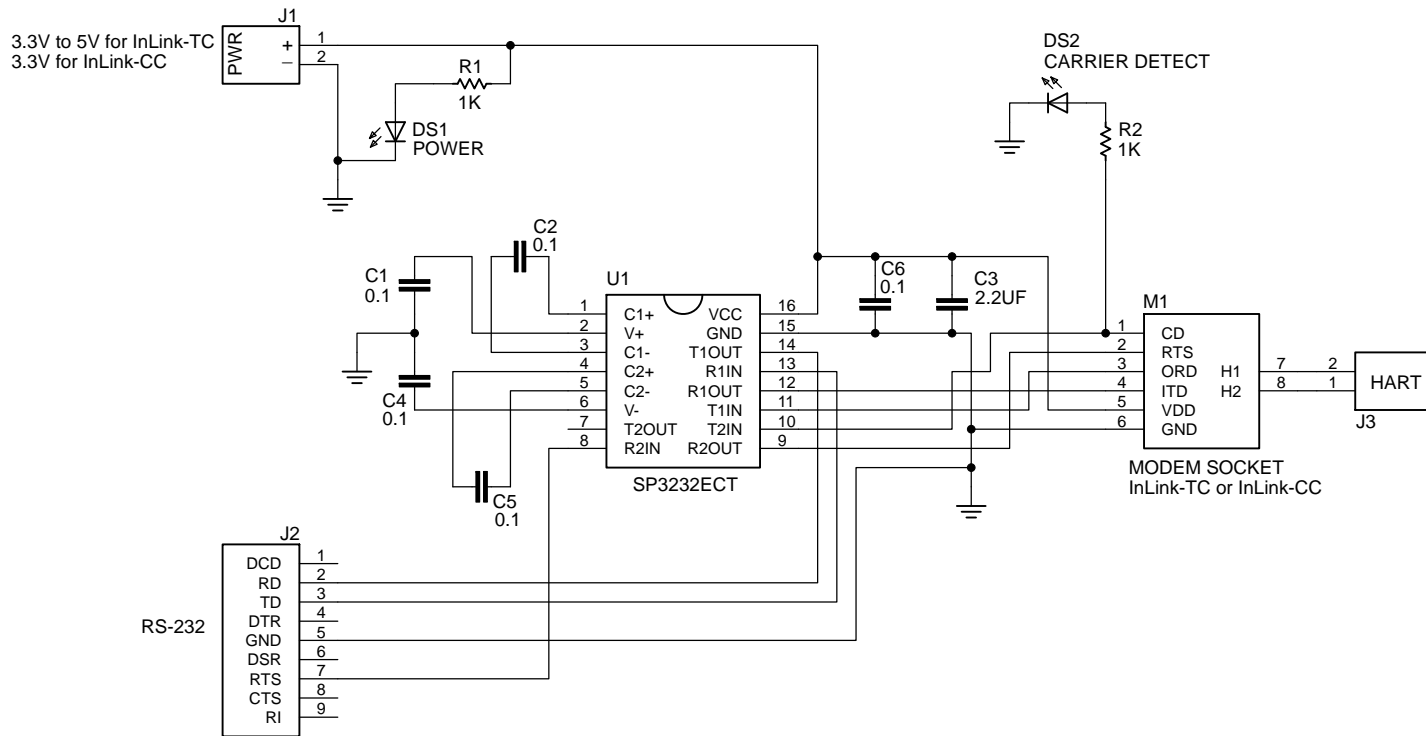 J1
3.3V to 5V for InLink-TC
3.3V for InLink-CC
PWR
+
–
1
2
R1
1K
DS1
POWER
DS2
CARRIER DETECT
R2
1K
C2
0.1
C1
0.1
C4
0.1
C5
0.1
C6
0.1
C3
2.2UF
U1
1 C1+ VCC 16
2 V+ GND 15
3 C1- T1OUT 14
4 C2+ R1IN 13
5 C2- R1OUT 12
6 V- T1IN 11
7 T2OUT T2IN 10
8 R2IN R2OUT 9
SP3232ECT
M1
1 CD
2 RTS
3 ORD H1 7
4 ITD H2 8
5 VDD
6 GND
MODEM SOCKET
InLink-TC or InLink-CC
2
1
HART
J3
J2
RS-232
DCD 1
RD 2
TD 3
DTR 4
GND 5
DSR 6
RTS 7
CTS 8
RI 9